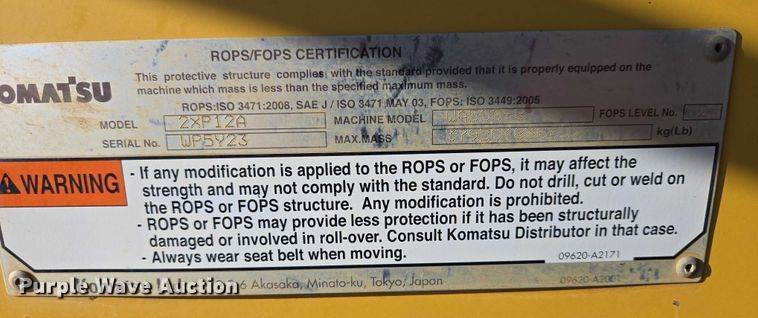 ROPS/FOPS CERTIFICATION
OMATSU
This protective structure complies with the standard provided that it is properly equipped on the
machine which mass is less than the specified maximum mass.
ROPS:ISO 3471:2008, SAE J / ISO 3471 MAY 03, FOPS: ISO 3449:2005
MODEL 2XP12A MACHINE MODEL FOPS LEVEL No.
SERIAL No. WP5Y23 MAX.MASS kg(Lb)
WARNING
- If any modification is applied to the ROPS or FOPS, it may affect the
strength and may not comply with the standard. Do not drill, cut or weld on
the ROPS or FOPS structure. Any modification is prohibited.
- ROPS or FOPS may provide less protection if it has been structurally
damaged or involved in roll-over. Consult Komatsu Distributor in that case.
- Always wear seat belt when moving.
09620-A2171
6 Akasaka, Minato-ku, Tokyo/Japan
PurpleWave Auction